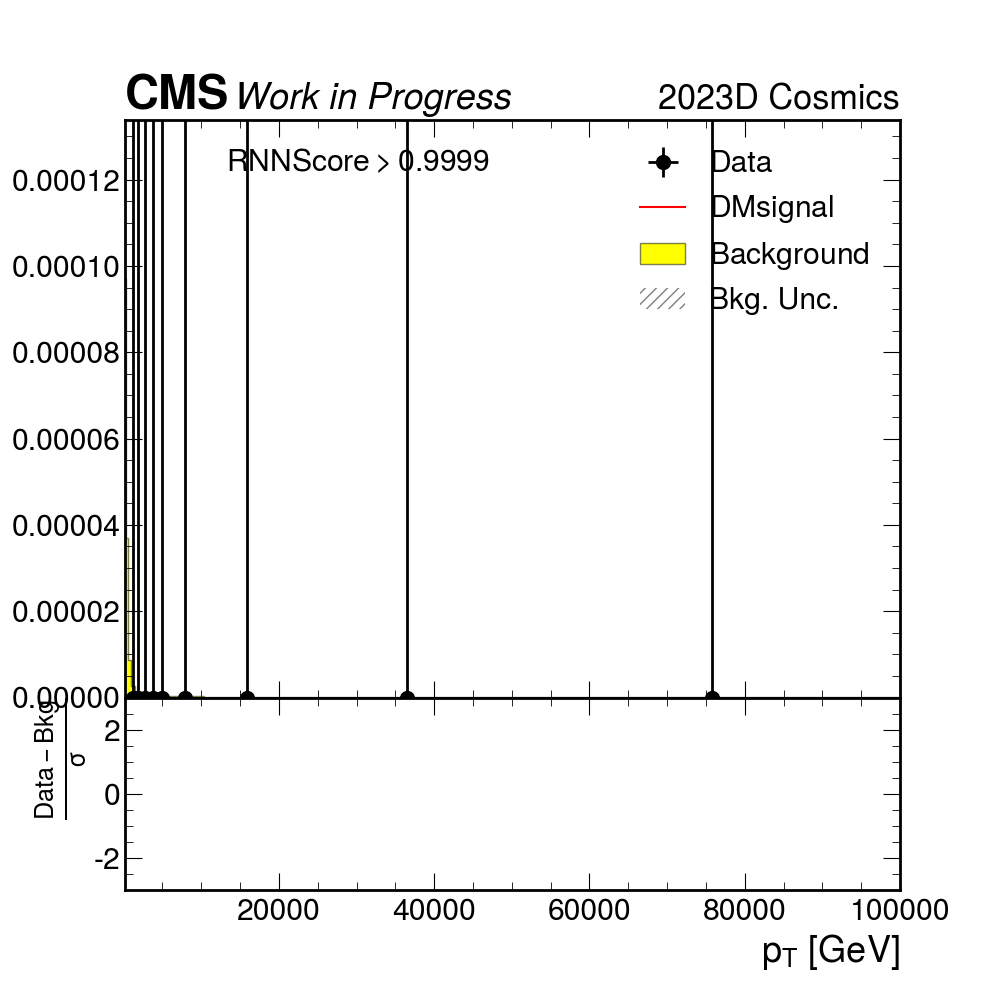 CMS Work in Progress 2023D Cosmics
RNNScore > 0.9999
Data
DMsignal
Background
Bkg. Unc.
0.00012
0.00010
0.00008
0.00006
0.00004
0.00002
0.00000
Data – Bkg
σ
2
0
-2
20000 40000 60000 80000 100000
pT [GeV]